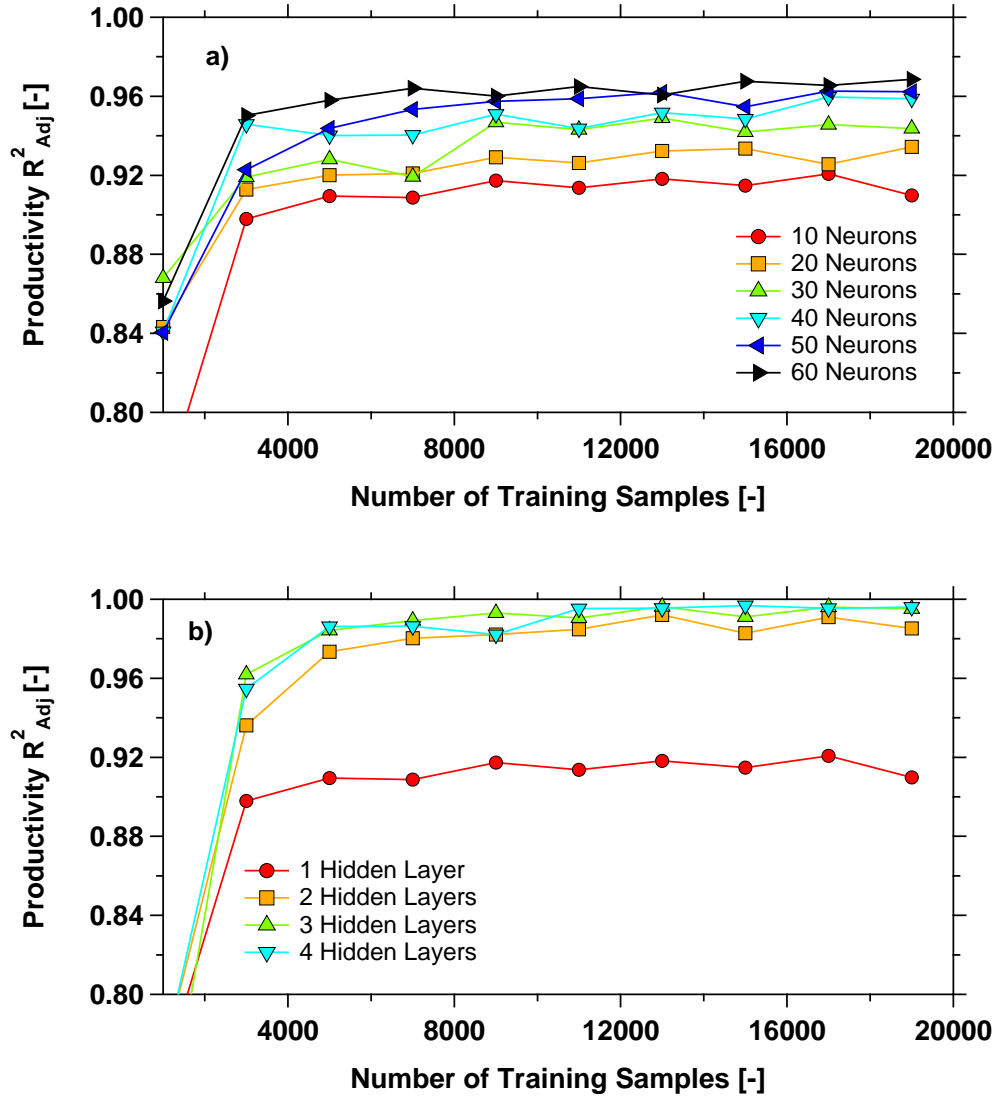 a)
Productivity R²Adj [-]
1.00
0.96
0.92
0.88
0.84
0.80
10 Neurons
20 Neurons
30 Neurons
40 Neurons
50 Neurons
60 Neurons
4000 8000 12000 16000 20000
Number of Training Samples [-]
b)
Productivity R²Adj [-]
1.00
0.96
0.92
0.88
0.84
0.80
1 Hidden Layer
2 Hidden Layers
3 Hidden Layers
4 Hidden Layers
4000 8000 12000 16000 20000
Number of Training Samples [-]